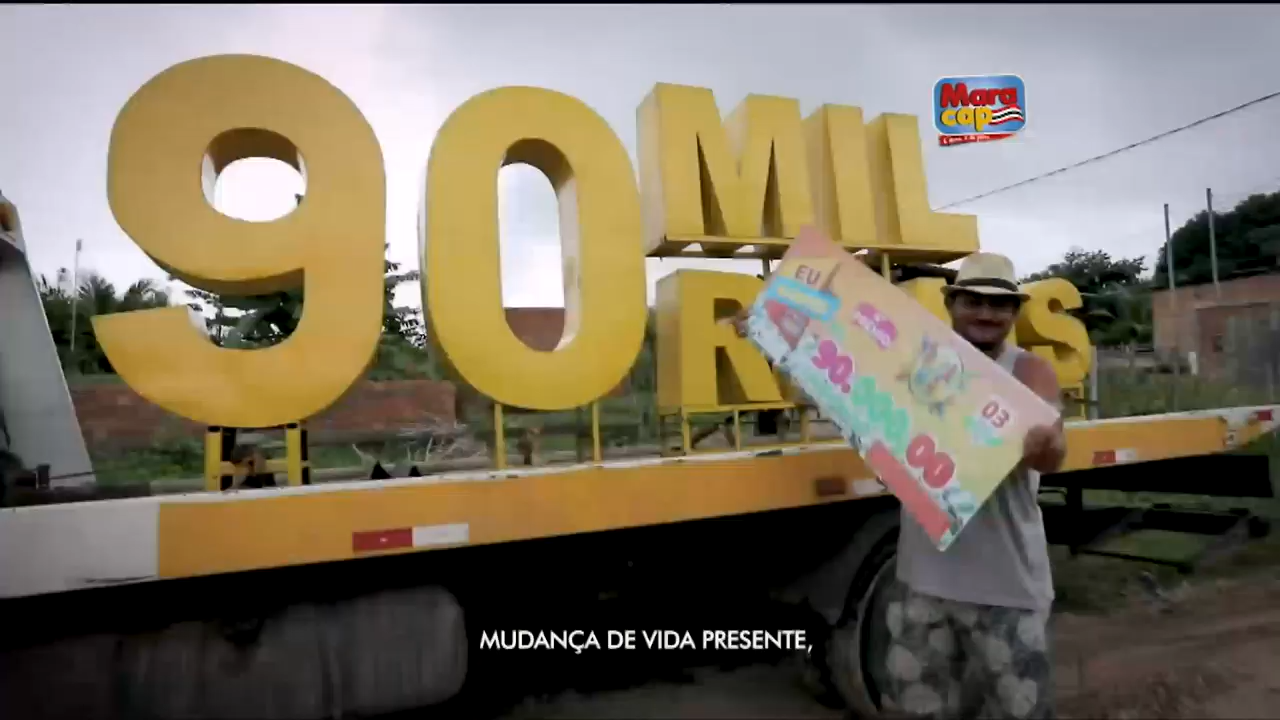 90 MIL
Mara
cap
EU
90.000,00
03
MUDANÇA DE VIDA PRESENTE,